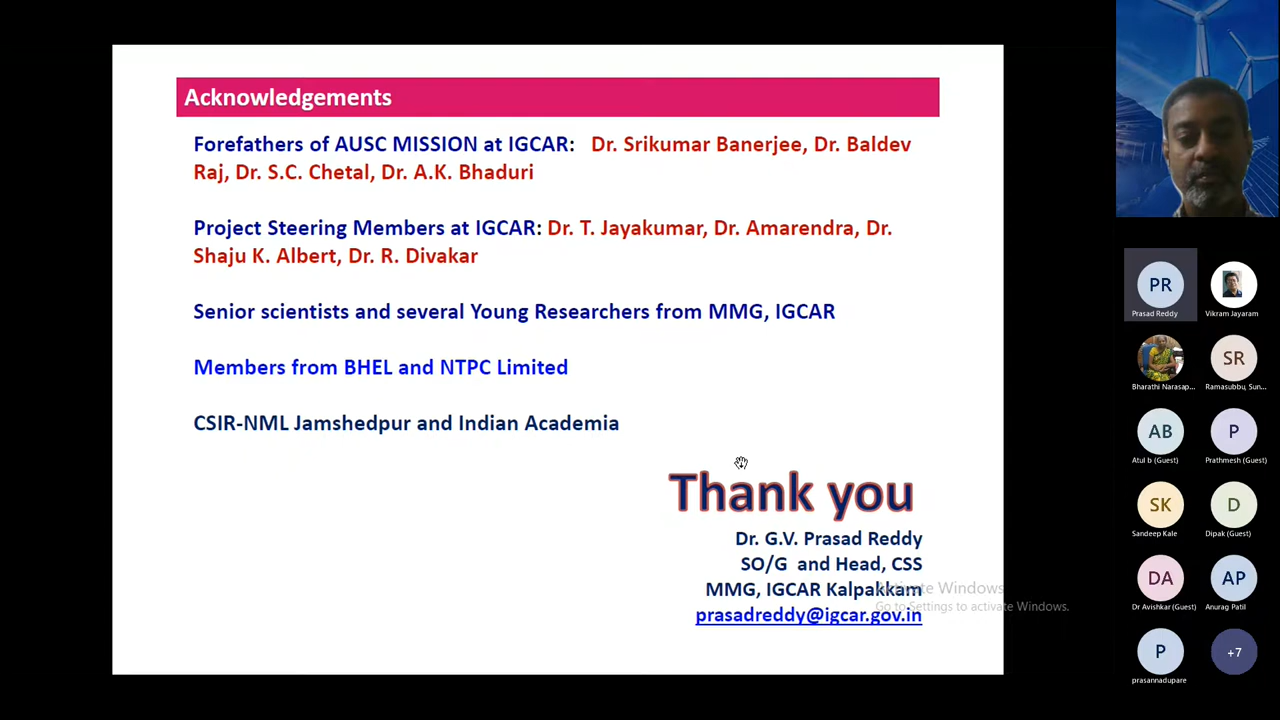 Acknowledgements
Forefathers of AUSC MISSION at IGCAR: Dr. Srikumar Banerjee, Dr. Baldev
Raj, Dr. S.C. Chetal, Dr. A.K. Bhaduri
Project Steering Members at IGCAR: Dr. T. Jayakumar, Dr. Amarendra, Dr.
Shaju K. Albert, Dr. R. Divakar
Senior scientists and several Young Researchers from MMG, IGCAR
Members from BHEL and NTPC Limited
CSIR-NML Jamshedpur and Indian Academia
Thank you
Dr. G.V. Prasad Reddy
SO/G and Head, CSS
MMG, IGCAR Kalpakkam
prasadreddy@igcar.gov.in
Activate Windows
Go to Settings to activate Windows.
PR
Prasad Reddy
Vikram Jayaram
Bharathi Narasap...
SR
Ramasubbu, Sun...
AB
Atul b (Guest)
P
Prathmesh (Guest)
SK
Sandeep Kale
D
Dipak (Guest)
DA
Dr Avishkar (Guest)
AP
Anurag Patil
P
prasannadupare
+7